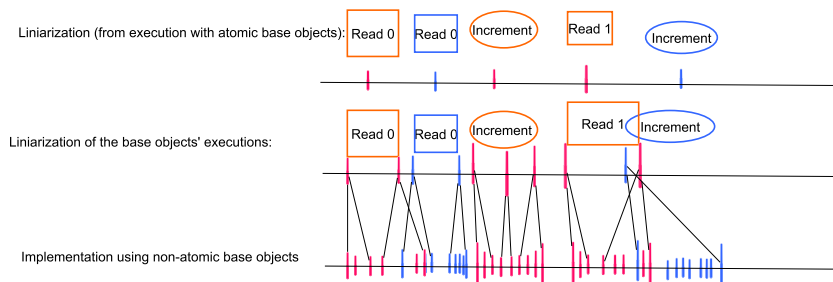 Liniarization (from execution with atomic base objects):
Read 0
Read 0
Increment
Read 1
Increment
Liniarization of the base objects' executions:
Read 0
Read 0
Increment
Read 1
Increment
Implementation using non-atomic base objects